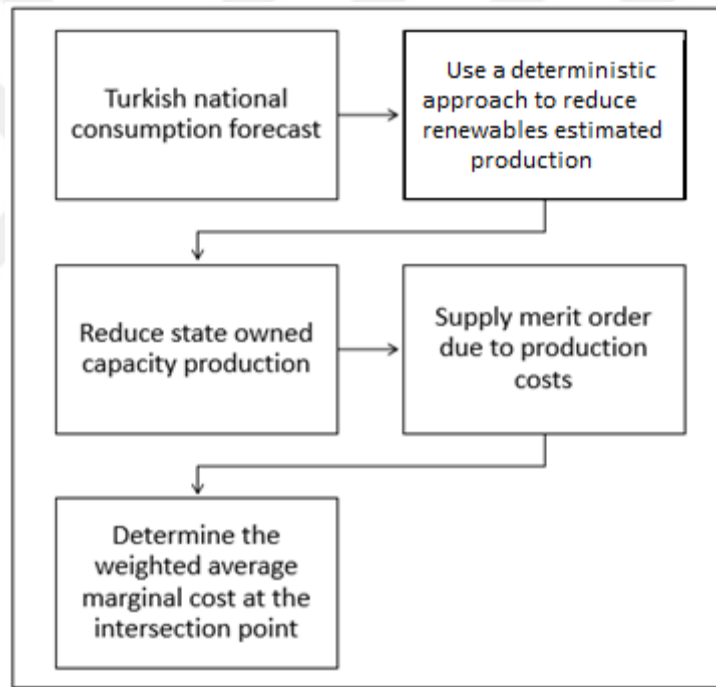 Turkish national
consumption forecast
Use a deterministic
approach to reduce
renewables estimated
production
Reduce state owned
capacity production
Supply merit order
due to production
costs
Determine the
weighted average
marginal cost at the
intersection point